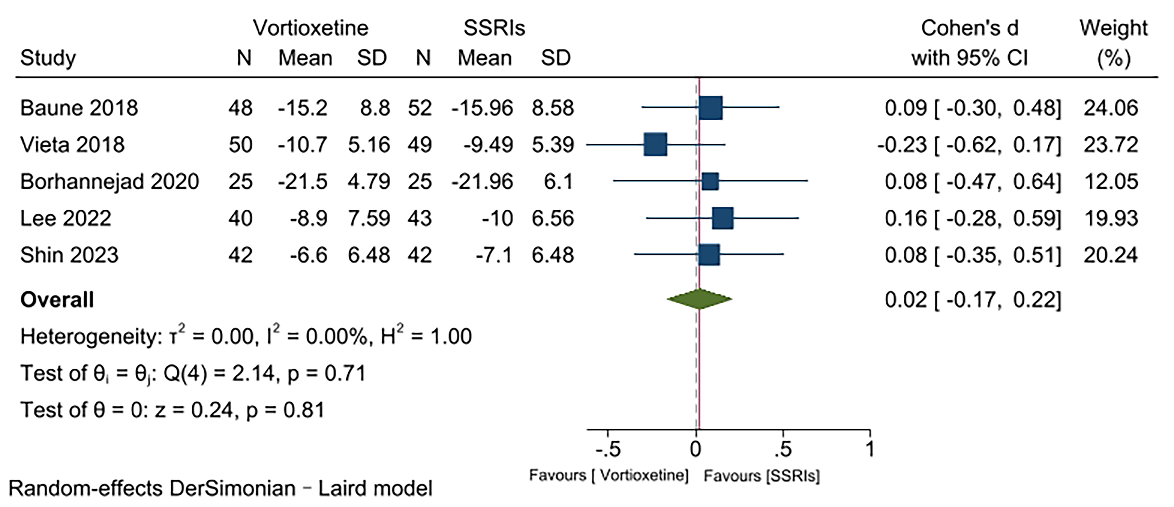 Vortioxetine SSRIs Cohen's d Weight
Study N Mean SD N Mean SD with 95% CI (%)
Baune 2018 48 -15.2 8.8 52 -15.96 8.58 0.09 [ -0.30, 0.48] 24.06
Vieta 2018 50 -10.7 5.16 49 -9.49 5.39 -0.23 [ -0.62, 0.17] 23.72
Borhannejad 2020 25 -21.5 4.79 25 -21.96 6.1 0.08 [ -0.47, 0.64] 12.05
Lee 2022 40 -8.9 7.59 43 -10 6.56 0.16 [ -0.28, 0.59] 19.93
Shin 2023 42 -6.6 6.48 42 -7.1 6.48 0.08 [ -0.35, 0.51] 20.24
Overall 0.02 [ -0.17, 0.22]
Heterogeneity: τ² = 0.00, I² = 0.00%, H² = 1.00
Test of θᵢ = θⱼ: Q(4) = 2.14, p = 0.71
Test of θ = 0: z = 0.24, p = 0.81
-.5 0 .5 1
Favours [ Vortioxetine] Favours [SSRIs]
Random-effects DerSimonian – Laird model